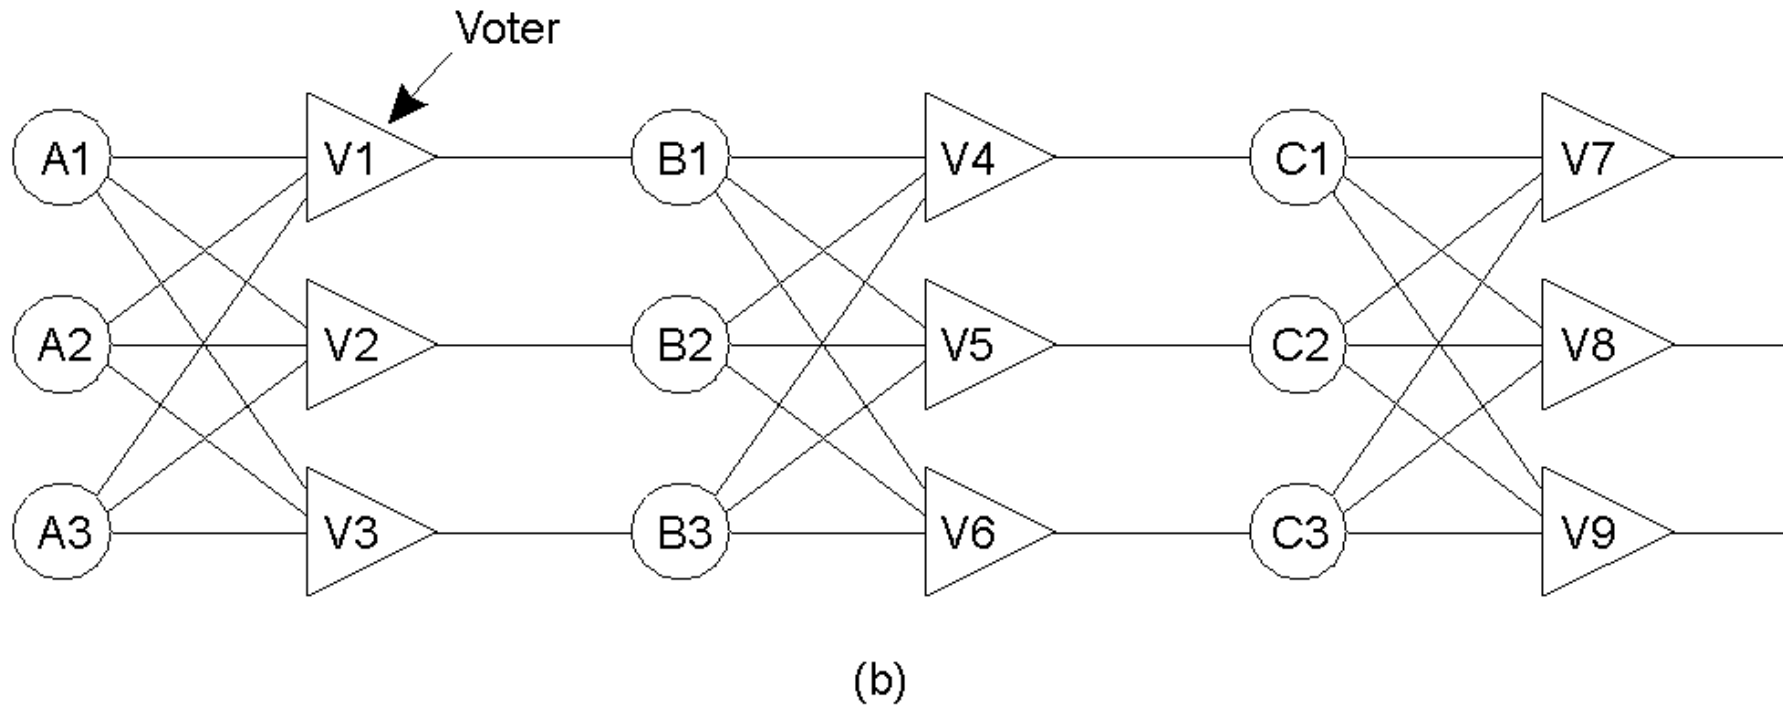 Voter
A1 V1 B1 V4 C1 V7
A2 V2 B2 V5 C2 V8
A3 V3 B3 V6 C3 V9
(b)